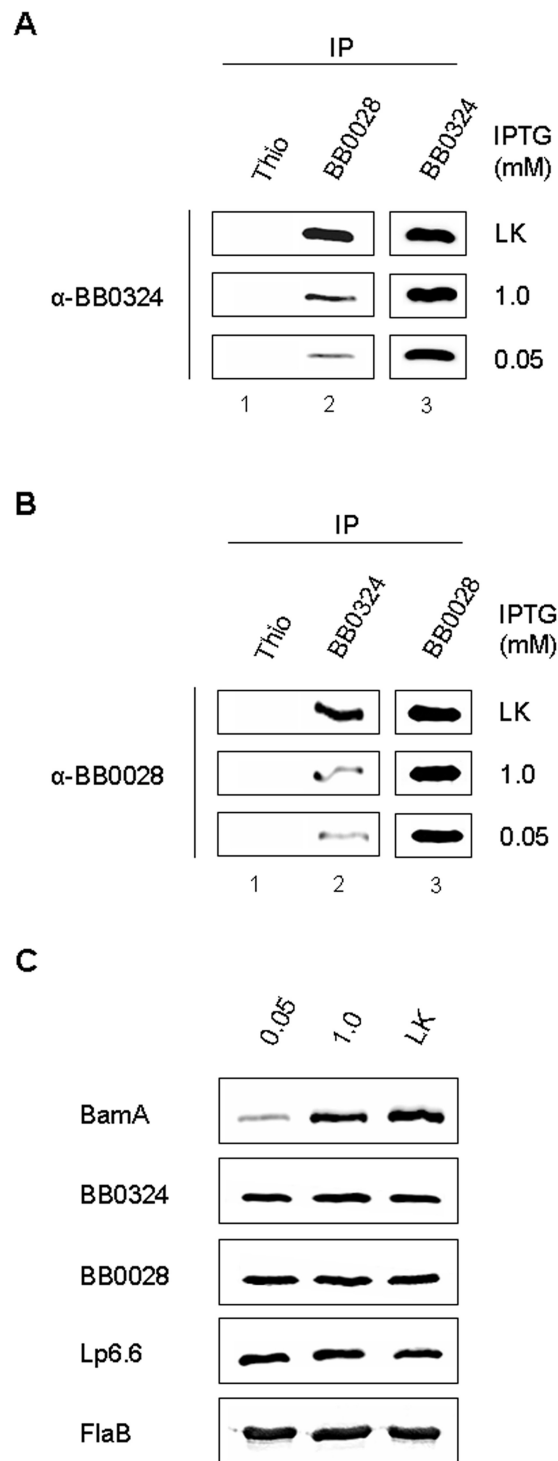 A
IP
Thio BB0028 BB0324 IPTG
(mM)
LK
α-BB0324 1.0
0.05
1 2 3
B
IP
Thio BB0324 BB0028 IPTG
(mM)
LK
α-BB0028 1.0
0.05
1 2 3
C
0.05 1.0 LK
BamA
BB0324
BB0028
Lp6.6
FlaB